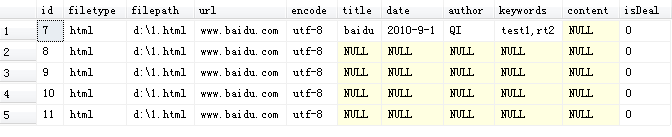 id filetype filepath url encode title date author keywords content isDeal
1 7 html d:\1.html www.baidu.com utf-8 baidu 2010-9-1 QI test1,rt2 NULL 0
2 8 html d:\1.html www.baidu.com utf-8 NULL NULL NULL NULL NULL 0
3 9 html d:\1.html www.baidu.com utf-8 NULL NULL NULL NULL NULL 0
4 10 html d:\1.html www.baidu.com utf-8 NULL NULL NULL NULL NULL 0
5 11 html d:\1.html www.baidu.com utf-8 NULL NULL NULL NULL NULL 0